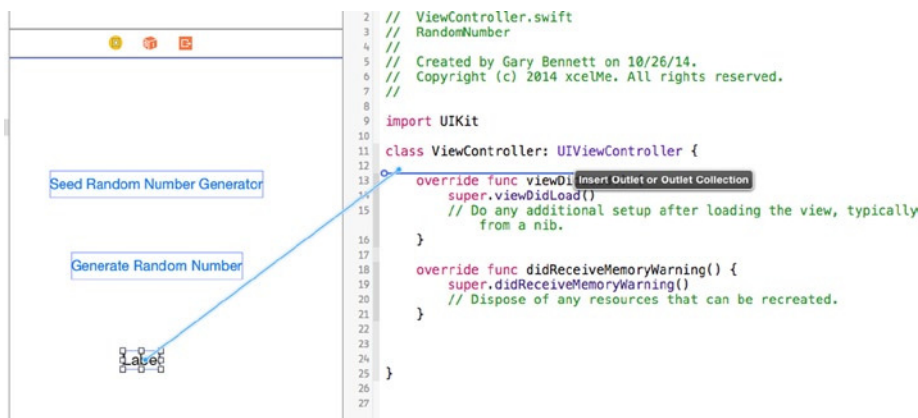 2 // ViewController.swift
3 // RandomNumber
4 //
5 // Created by Gary Bennett on 10/26/14.
6 // Copyright (c) 2014 xcelMe. All rights reserved.
7 //
8
9 import UIKit
10
11 class ViewController: UIViewController {
12
13 override func viewDi Insert Outlet or Outlet Collection
14 super.viewDidLoad()
15 // Do any additional setup after loading the view, typically
from a nib.
16 }
17
18 override func didReceiveMemoryWarning() {
19 super.didReceiveMemoryWarning()
20 // Dispose of any resources that can be recreated.
21 }
22
23
24
25 }
26
27
Seed Random Number Generator
Generate Random Number
Label